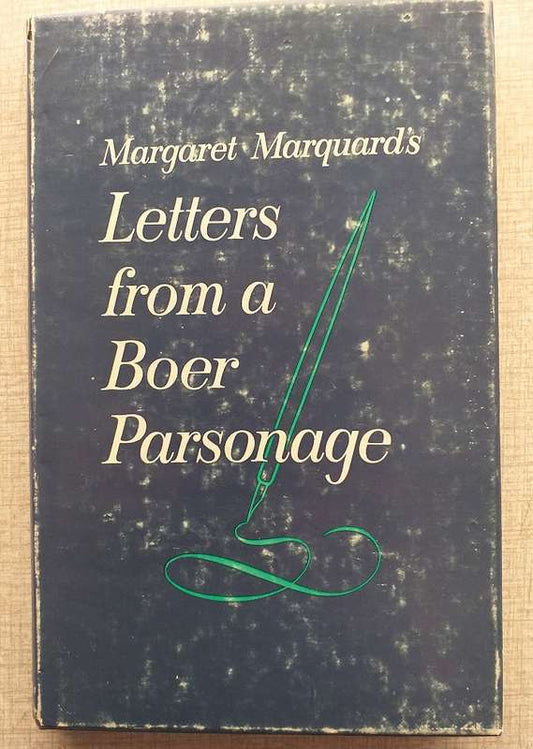 Margaret Marquard's
Letters
from a
Boer
Parsonage